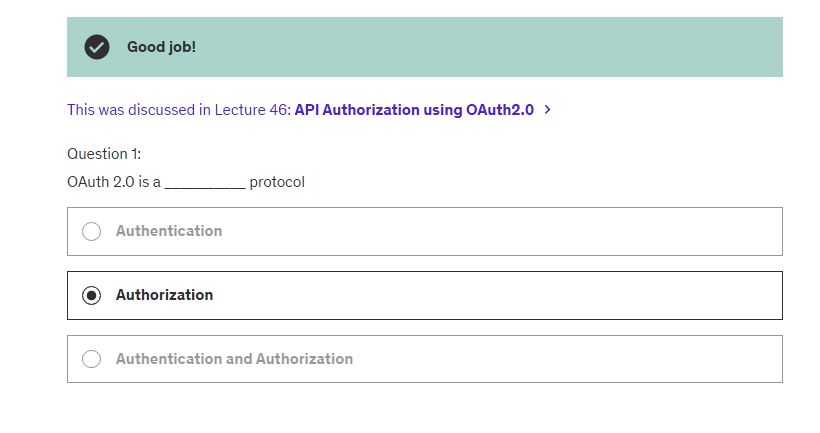 Good job!
This was discussed in Lecture 46: API Authorization using OAuth2.0 >
Question 1:
OAuth 2.0 is a __________ protocol
Authentication
Authorization
Authentication and Authorization